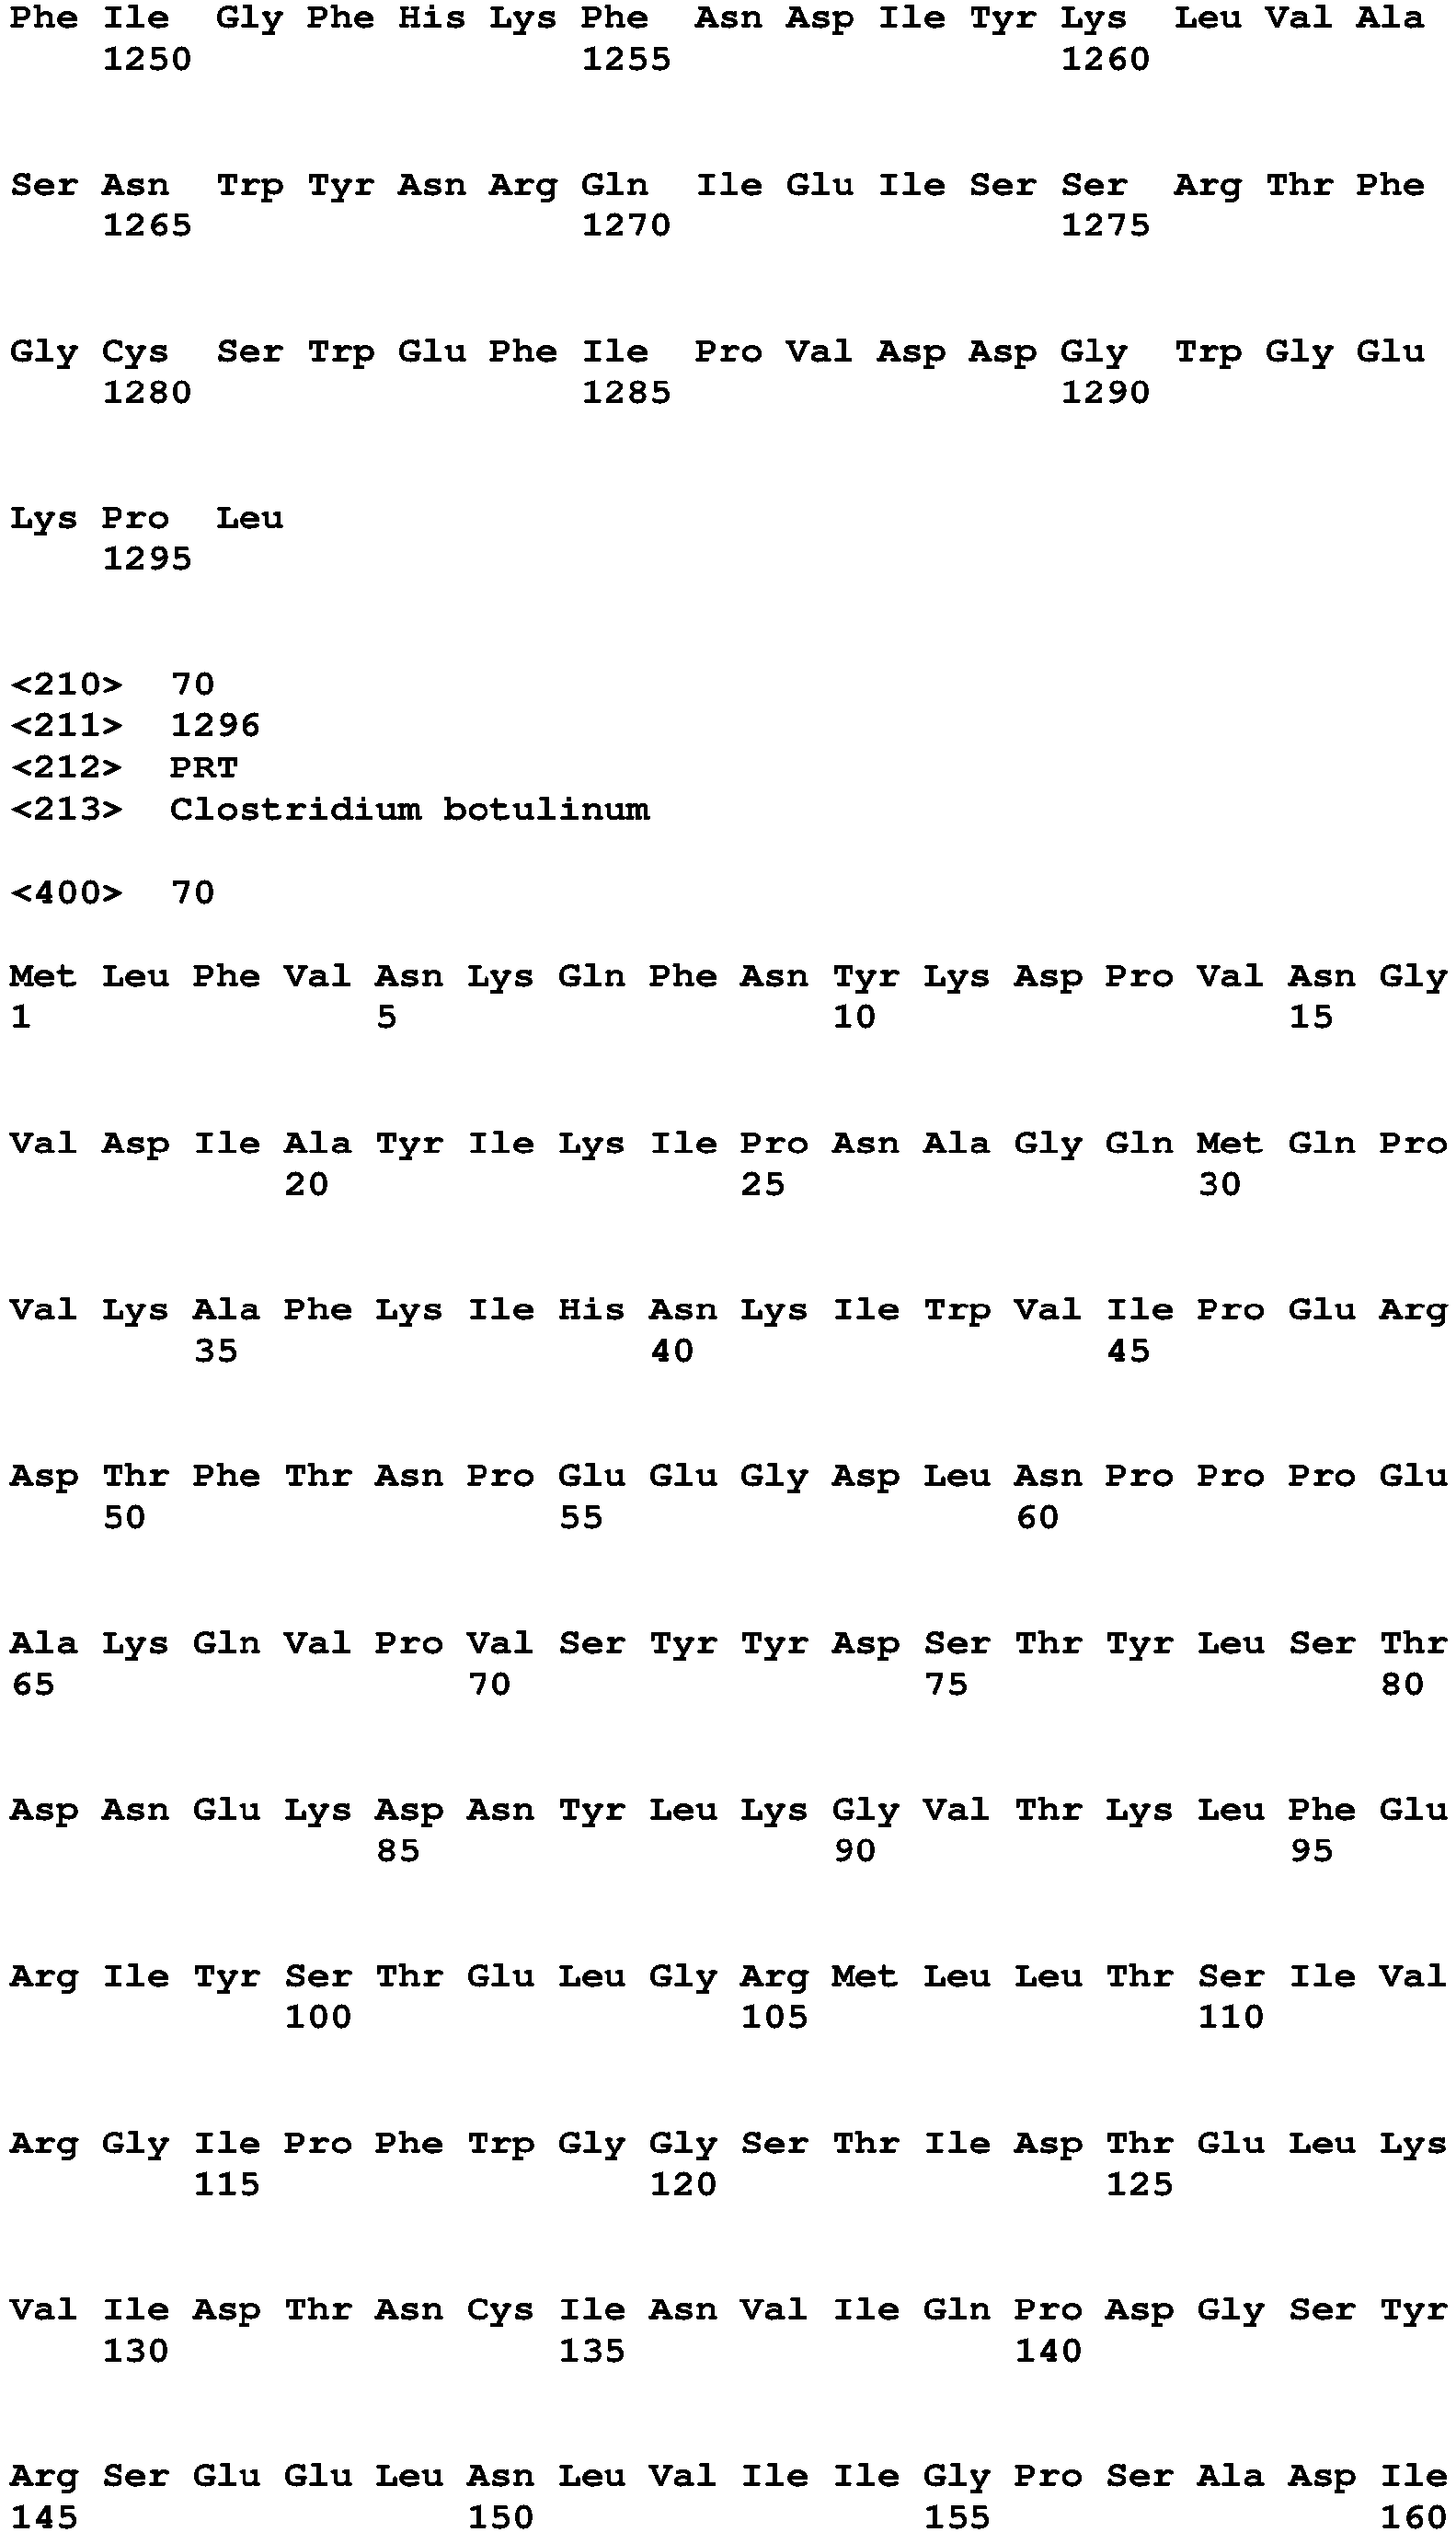 Phe Ile Gly Phe His Lys Phe Asn Asp Ile Tyr Lys Leu Val Ala
1250 1255 1260
Ser Asn Trp Tyr Asn Arg Gln Ile Glu Ile Ser Ser Arg Thr Phe
1265 1270 1275
Gly Cys Ser Trp Glu Phe Ile Pro Val Asp Asp Gly Trp Gly Glu
1280 1285 1290
Lys Pro Leu
1295
<210> 70
<211> 1296
<212> PRT
<213> Clostridium botulinum
<400> 70
Met Leu Phe Val Asn Lys Gln Phe Asn Tyr Lys Asp Pro Val Asn Gly
1 5 10 15
Val Asp Ile Ala Tyr Ile Lys Ile Pro Asn Ala Gly Gln Met Gln Pro
20 25 30
Val Lys Ala Phe Lys Ile His Asn Lys Ile Trp Val Ile Pro Glu Arg
35 40 45
Asp Thr Phe Thr Asn Pro Glu Glu Gly Asp Leu Asn Pro Pro Pro Glu
50 55 60
Ala Lys Gln Val Pro Val Ser Tyr Tyr Asp Ser Thr Tyr Leu Ser Thr
65 70 75 80
Asp Asn Glu Lys Asp Asn Tyr Leu Lys Gly Val Thr Lys Leu Phe Glu
85 90 95
Arg Ile Tyr Ser Thr Glu Leu Gly Arg Met Leu Leu Thr Ser Ile Val
100 105 110
Arg Gly Ile Pro Phe Trp Gly Gly Ser Thr Ile Asp Thr Glu Leu Lys
115 120 125
Val Ile Asp Thr Asn Cys Ile Asn Val Ile Gln Pro Asp Gly Ser Tyr
130 135 140
Arg Ser Glu Glu Leu Asn Leu Val Ile Ile Gly Pro Ser Ala Asp Ile
145 150 155 160